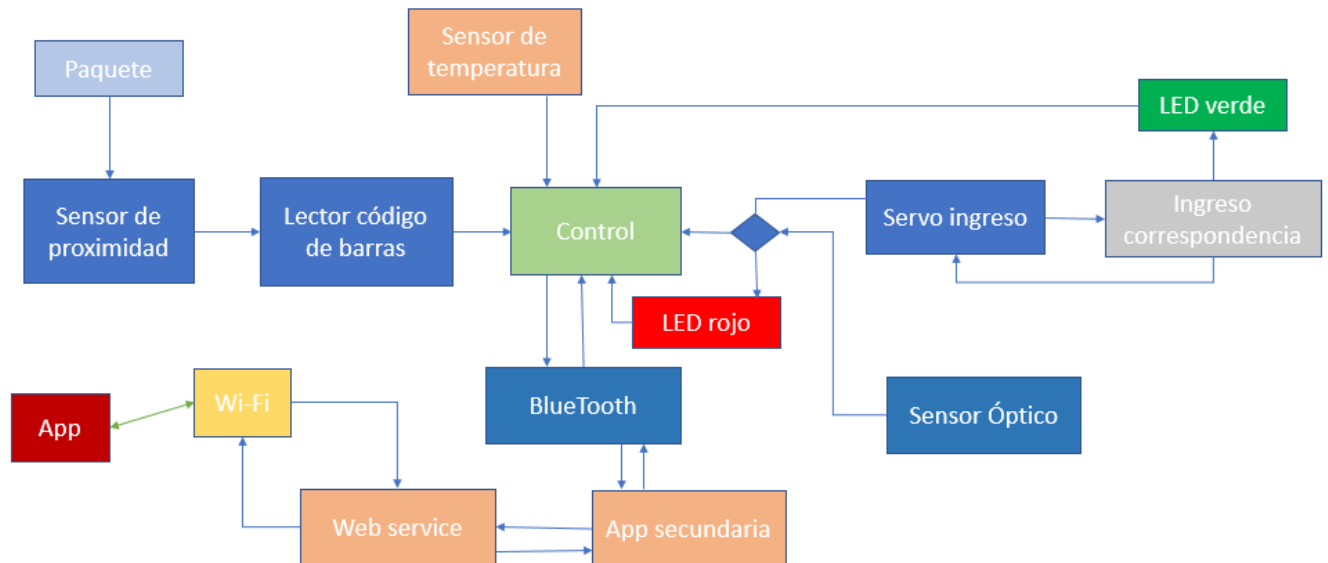 Sensor de
temperatura
Paquete
LED verde
Sensor de
proximidad
Lector código
de barras
Control
Servo ingreso
Ingreso
correspondencia
LED rojo
Wi-Fi
App
BlueTooth
Sensor Óptico
Web service
App secundaria